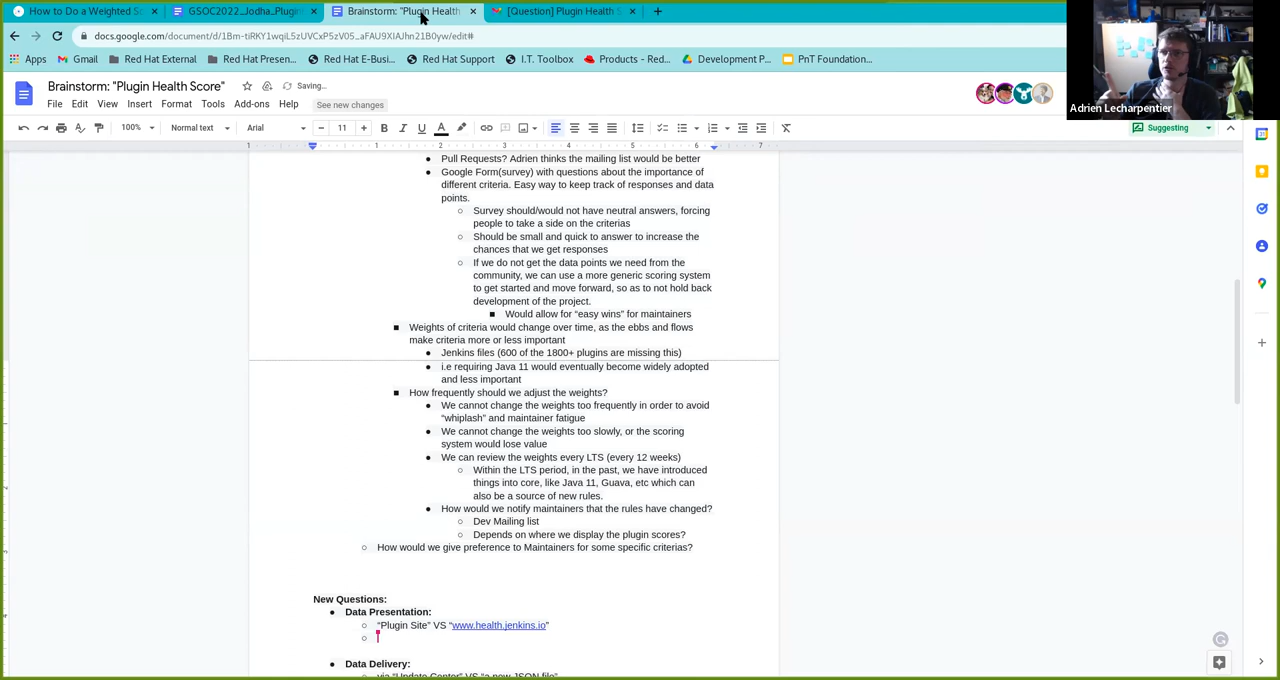 How to Do a Weighted Sc
GSOC2022_Jodha_Plugin
Brainstorm: "Plugin Health
[Question] Plugin Health S
docs.google.com/document/d/1Bm-tiRKY1wqiL5zUVCxP5zV05_aFAU9XIAJhn21B0yw/edit#
Apps
Gmail
Red Hat External
Red Hat Presen...
Red Hat E-Busi...
Red Hat Support
I.T. Toolbox
Products - Red...
Development P...
PnT Foundation...
Adrien Lecharpentier
Brainstorm: "Plugin Health Score"
Saving...
File Edit View Insert Format Tools Add-ons Help
See new changes
100%
Normal text
Arial
11
Suggesting
1 1 2 3 4 5 6 7
Pull Requests? Adrien thinks the mailing list would be better
Google Form(survey) with questions about the importance of
different criteria. Easy way to keep track of responses and data
points.
Survey should/would not have neutral answers, forcing
people to take a side on the criterias
Should be small and quick to answer to increase the
chances that we get responses
If we do not get the data points we need from the
community, we can use a more generic scoring system
to get started and move forward, so as to not hold back
development of the project.
Would allow for “easy wins” for maintainers
Weights of criteria would change over time, as the ebbs and flows
make criteria more or less important
Jenkins files (600 of the 1800+ plugins are missing this)
i.e requiring Java 11 would eventually become widely adopted
and less important
How frequently should we adjust the weights?
We cannot change the weights too frequently in order to avoid
“whiplash” and maintainer fatigue
We cannot change the weights too slowly, or the scoring
system would lose value
We can review the weights every LTS (every 12 weeks)
Within the LTS period, in the past, we have introduced
things into core, like Java 11, Guava, etc which can
also be a source of new rules.
How would we notify maintainers that the rules have changed?
Dev Mailing list
Depends on where we display the plugin scores?
How would we give preference to Maintainers for some specific criterias?
New Questions:
Data Presentation:
“Plugin Site” VS “www.health.jenkins.io”
Data Delivery:
via “Update Center” VS “a new JSON file”